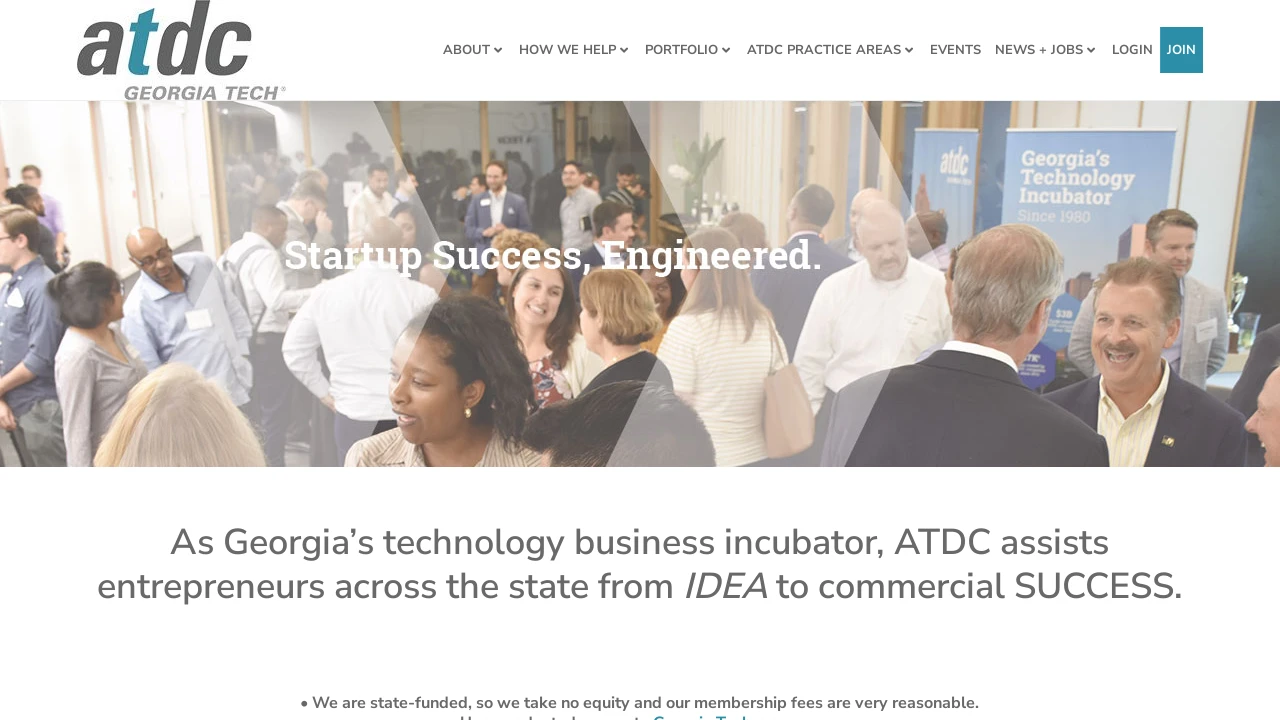 atdc
GEORGIA TECH®
ABOUT
HOW WE HELP
PORTFOLIO
ATDC PRACTICE AREAS
EVENTS
NEWS + JOBS
LOGIN
JOIN
atdc
Georgia's
Technology
Incubator
Since 1980
$3B
Startup Success, Engineered.
As Georgia’s technology business incubator, ATDC assists
entrepreneurs across the state from IDEA to commercial SUCCESS.
• We are state-funded, so we take no equity and our membership fees are very reasonable.